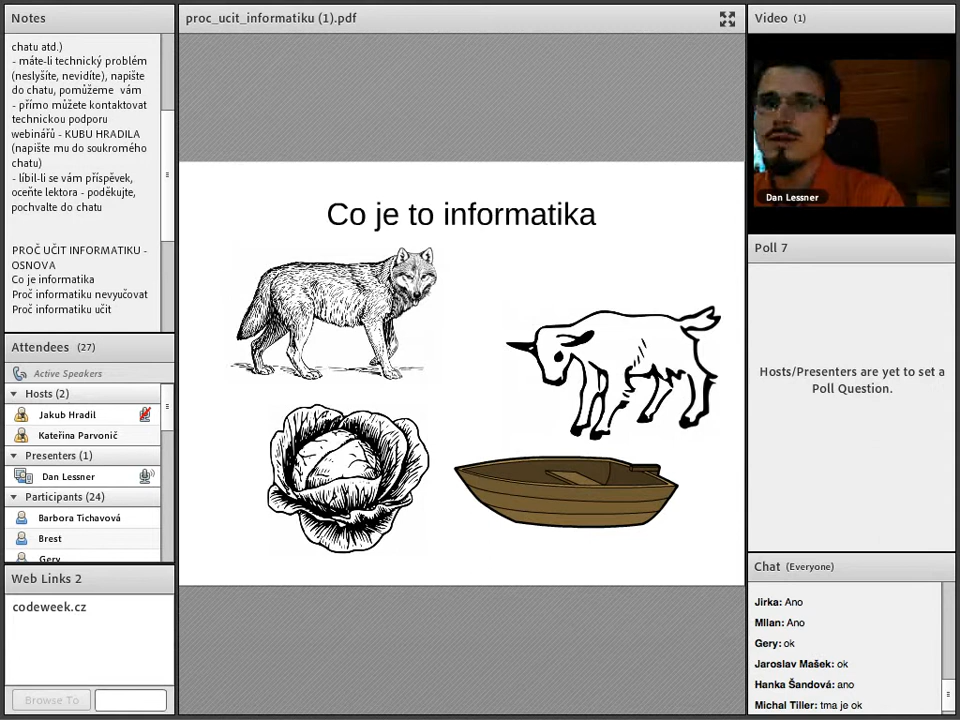 Notes
chatu atd.)
- máte-li technický problém
(neslyšíte, nevidíte), napište
do chatu, pomůžeme vám
- přímo můžete kontaktovat
technickou podporu
webinářů - KUBU HRADILA
(napište mu do soukromého
chatu)
- líbil-li se vám příspěvek,
oceňte lektora - poděkujte,
pochvalte do chatu
PROČ UČIT INFORMATIKU -
OSNOVA
Co je informatika
Proč informatiku nevyučovat
Proč informatiku učit
Attendees (27)
Active Speakers
Hosts (2)
Jakub Hradil
Kateřina Parvonič
Presenters (1)
Dan Lessner
Participants (24)
Barbora Tichavová
Brest
Gery
Web Links 2
codeweek.cz
Browse To
proc_ucit_informatiku (1).pdf
Co je to informatika
Video (1)
Dan Lessner
Poll 7
Hosts/Presenters are yet to set a
Poll Question.
Chat (Everyone)
Jirka: Ano
Milan: Ano
Gery: ok
Jaroslav Mašek: ok
Hanka Šandová: ano
Michal Tiller: tma je ok